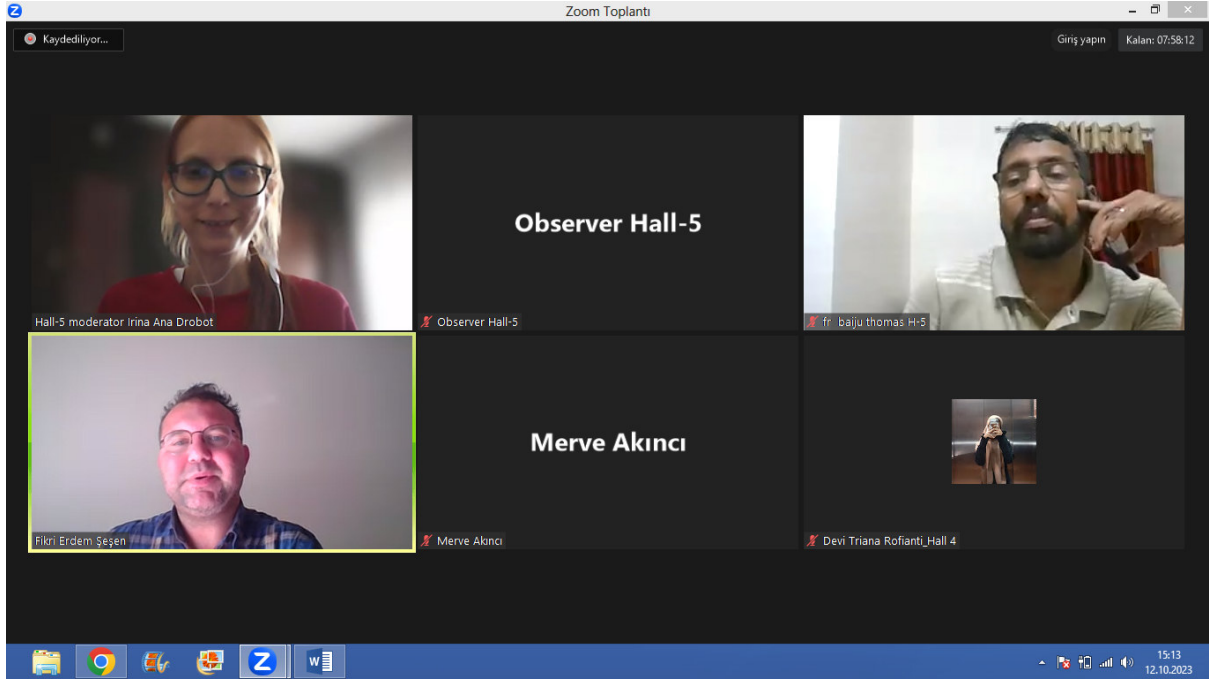 Zoom Toplantı
Kaydediliyor...
Giriş yapın
Kalan: 07:58:12
Hall-5 moderator Irina Ana Drobot
Observer Hall-5
Observer Hall-5
fr baiju thomas H-5
Fikri Erdem Şeşen
Merve Akıncı
Merve Akıncı
Devi Triana Rofianti_Hall 4
15:13
12.10.2023